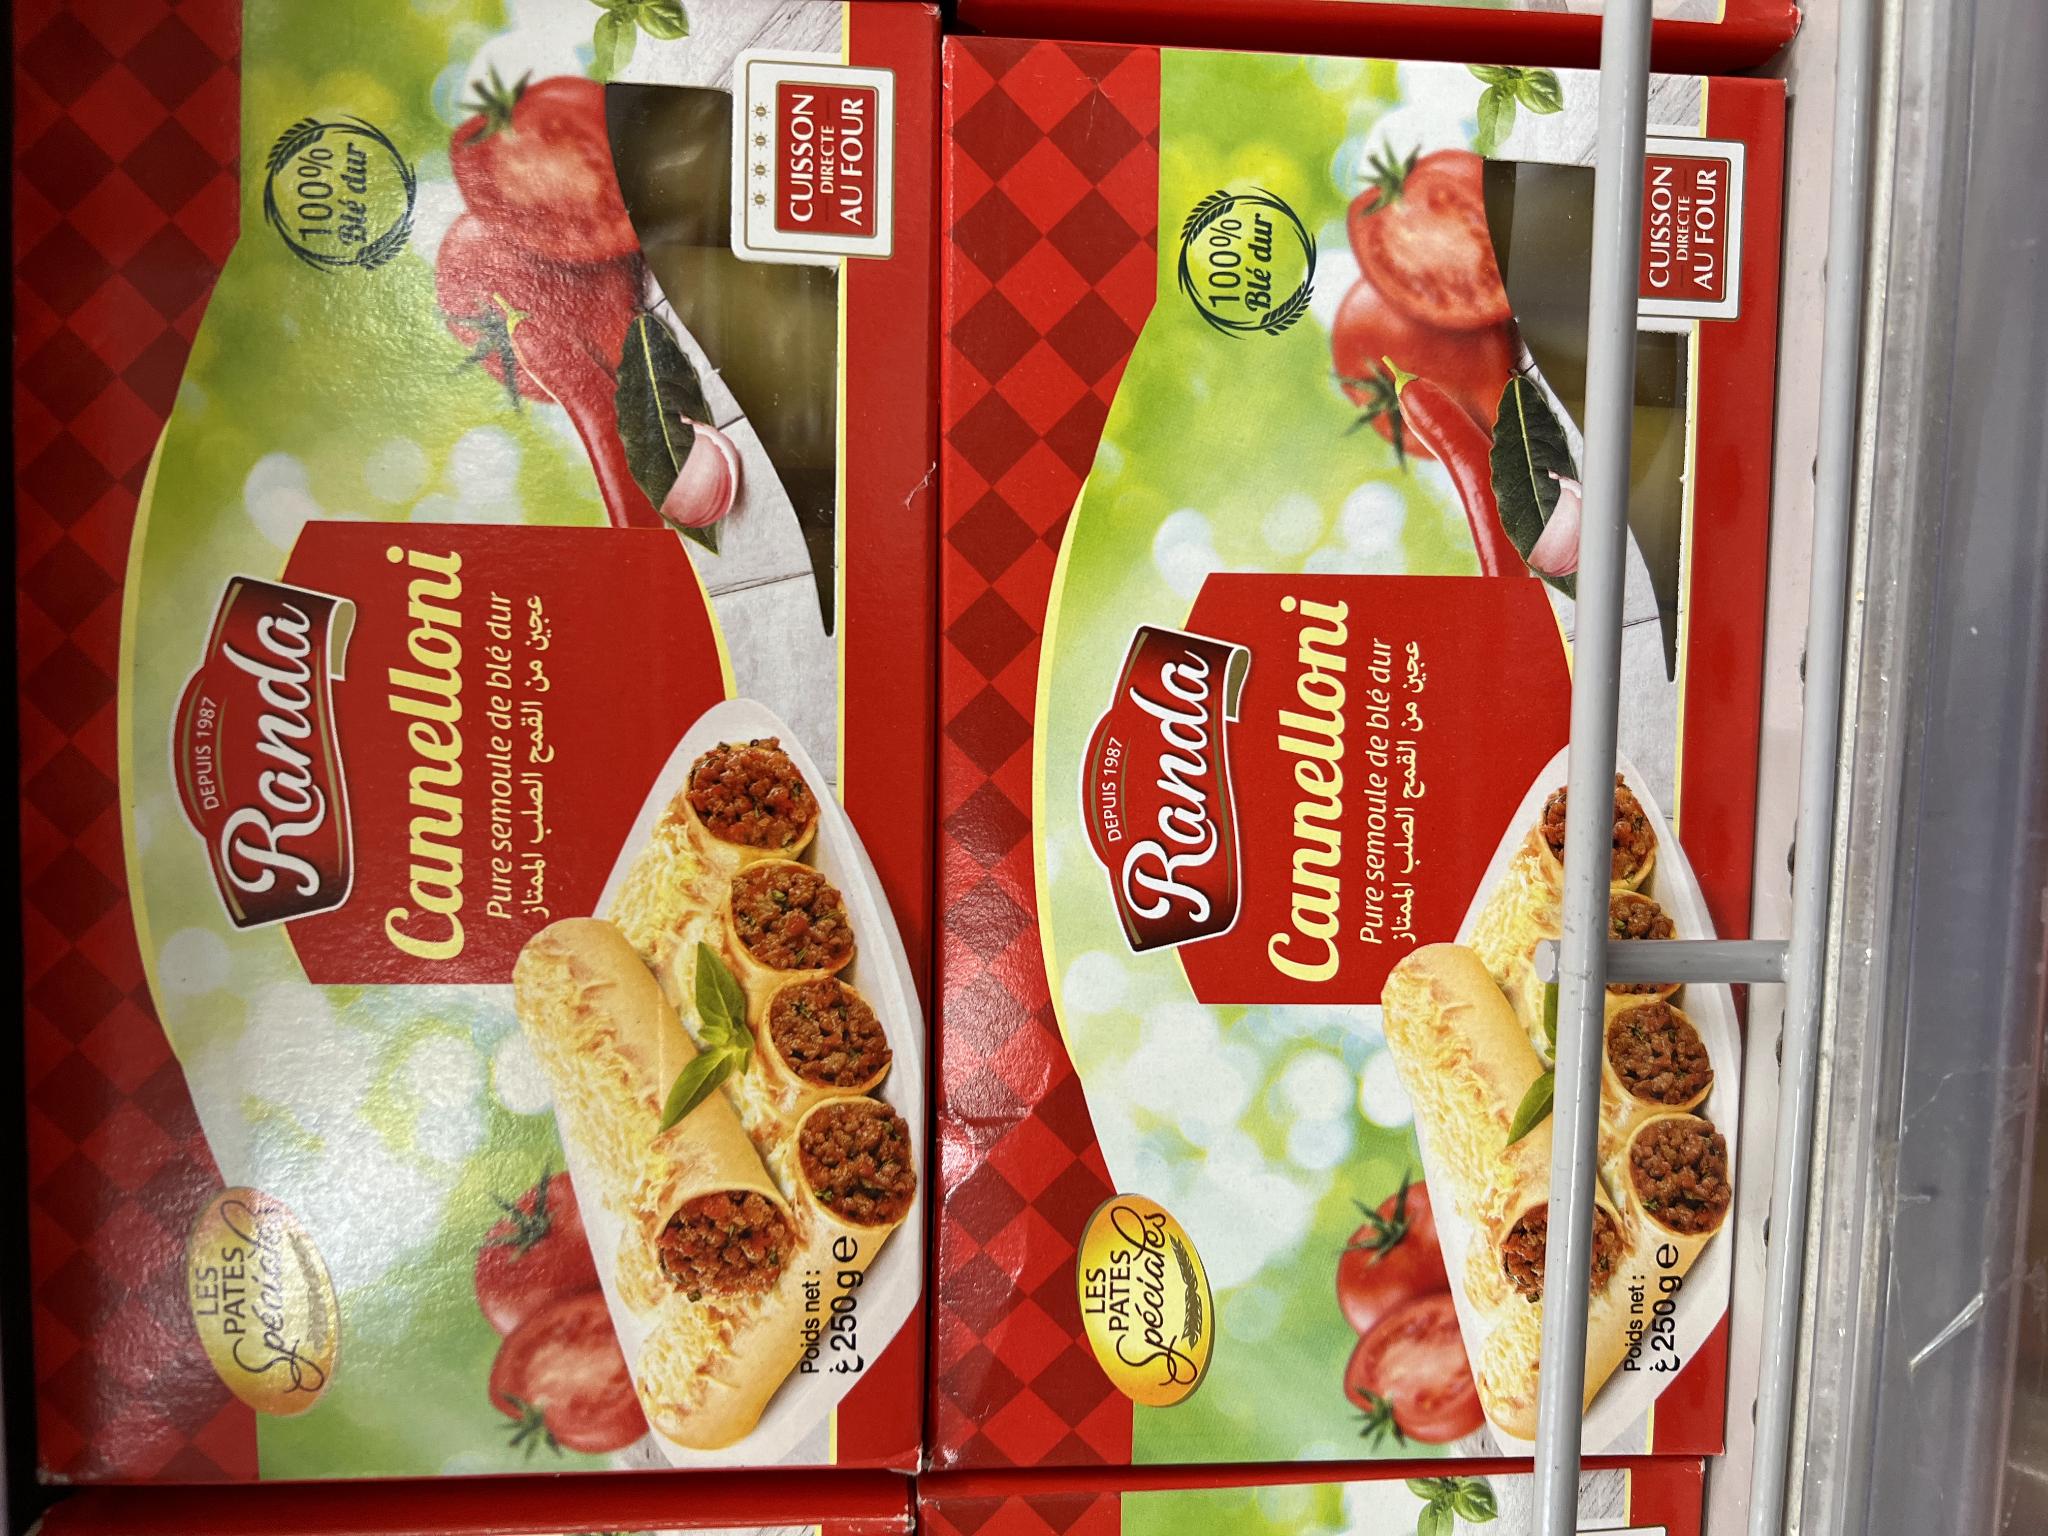 DEPUIS 1987
Randa
100%
Blé dur
Cannelloni
Pure semoule de blé dur
عجين من القمح الصلب الممتاز
LES
PATES
Spéciales
CUISSON
DIRECTE
AU FOUR
Poids net :
250 g e غ
DEPUIS 1987
Randa
100%
Blé dur
Cannelloni
Pure semoule de blé dur
عجين من القمح الصلب الممتاز
LES
PATES
Spéciales
CUISSON
DIRECTE
AU FOUR
Poids net :
250 g e غ